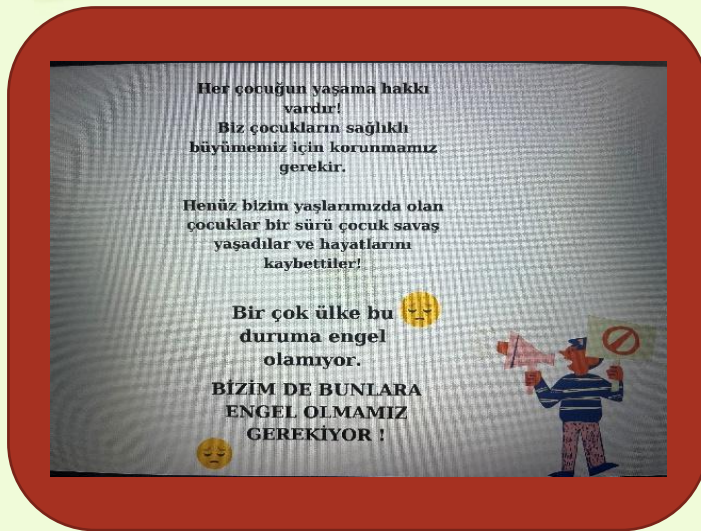 Her çocuğun yaşama hakkı
vardır!
Biz çocukların sağlıklı
büyümemiz için korunmamız
gerekir.
Henüz bizim yaşlarımızda olan
çocuklar bir sürü çocuk savaş
yaşadılar ve hayatlarını
kaybettiler!
Bir çok ülke bu
duruma engel
olamıyor.
BİZİM DE BUNLARA
ENGEL OLMAMIZ
GEREKİYOR !